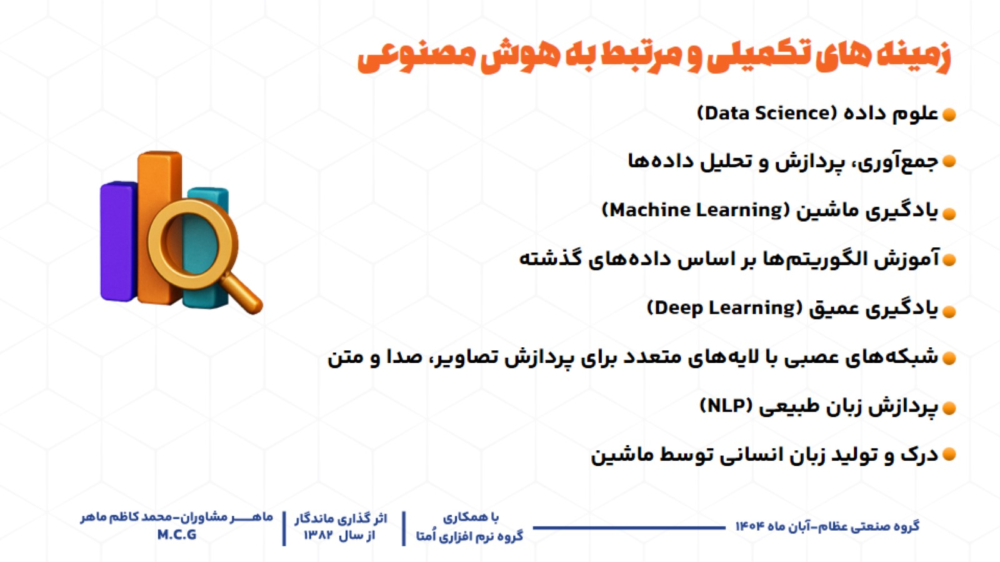 زمینه های تکمیلی و مرتبط به هوش مصنوعی
علوم داده (Data Science)
جمع‌آوری، پردازش و تحلیل داده‌ها
یادگیری ماشین (Machine Learning)
آموزش الگوریتم‌ها بر اساس داده‌های گذشته
یادگیری عمیق (Deep Learning)
شبکه‌های عصبی با لایه‌های متعدد برای پردازش تصاویر، صدا و متن
پردازش زبان طبیعی (NLP)
درک و تولید زبان انسانی توسط ماشین
گروه صنعتی عظام-آبان ماه ۱۴۰۴
با همکاری
گروه نرم افزاری اُمتا
اثر گذاری ماندگار
از سال ۱۳۸۲
ماهـــر مشاوران-محمد کاظم ماهر
M.C.G